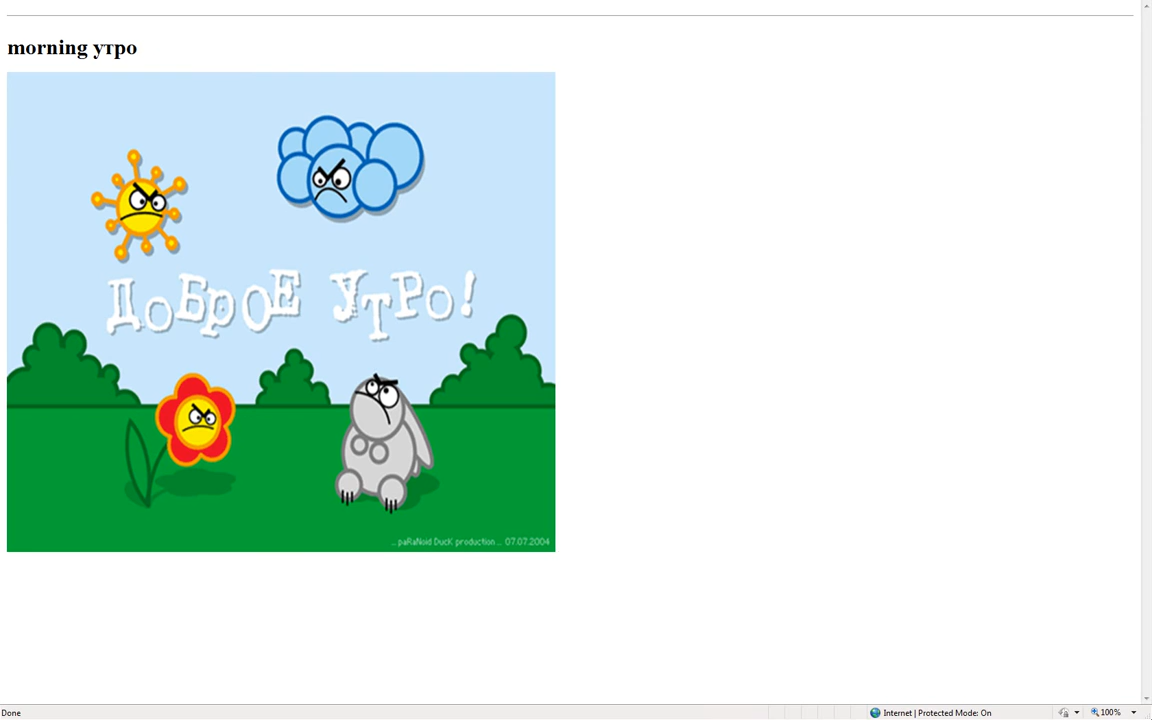 morning утро
ДОБРОЕ УТРО!
...paRaNoid DucK production... 07.07.2004
Done
Internet | Protected Mode: On
100%